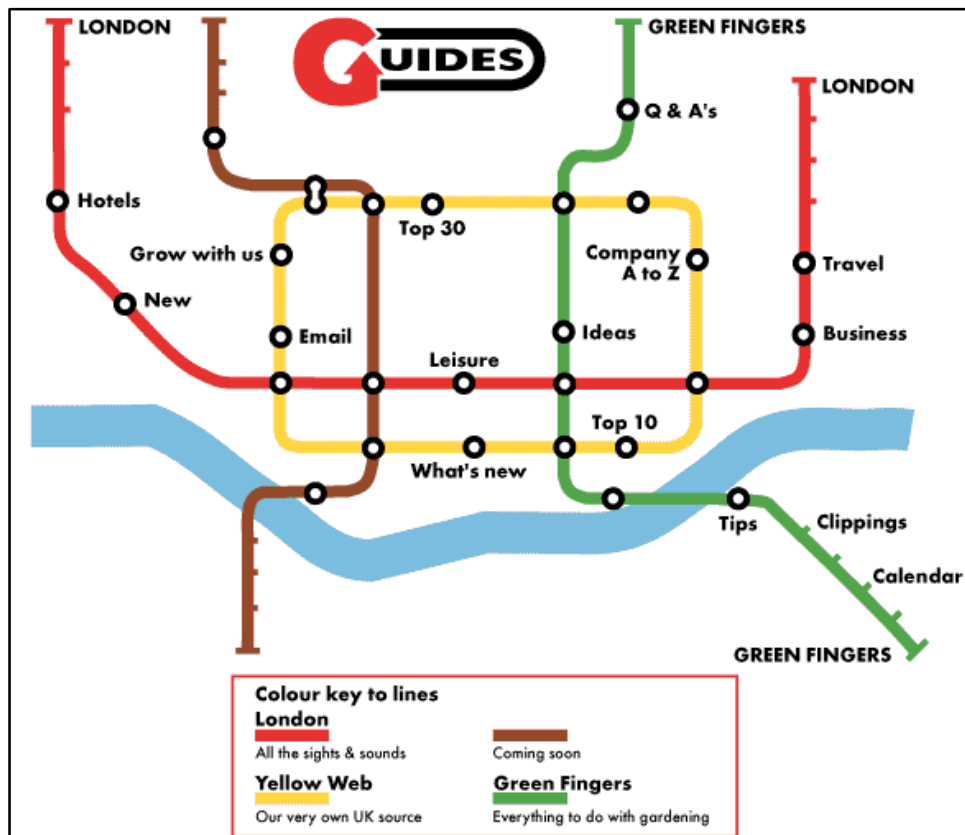 LONDON
GUIDES
GREEN FINGERS
LONDON
Q & A's
Hotels
Top 30
Grow with us
Company
A to Z
Travel
New
Email
Ideas
Business
Leisure
Top 10
What's new
Tips
Clippings
Calendar
GREEN FINGERS
Colour key to lines
London
All the sights & sounds
Coming soon
Yellow Web
Our very own UK source
Green Fingers
Everything to do with gardening